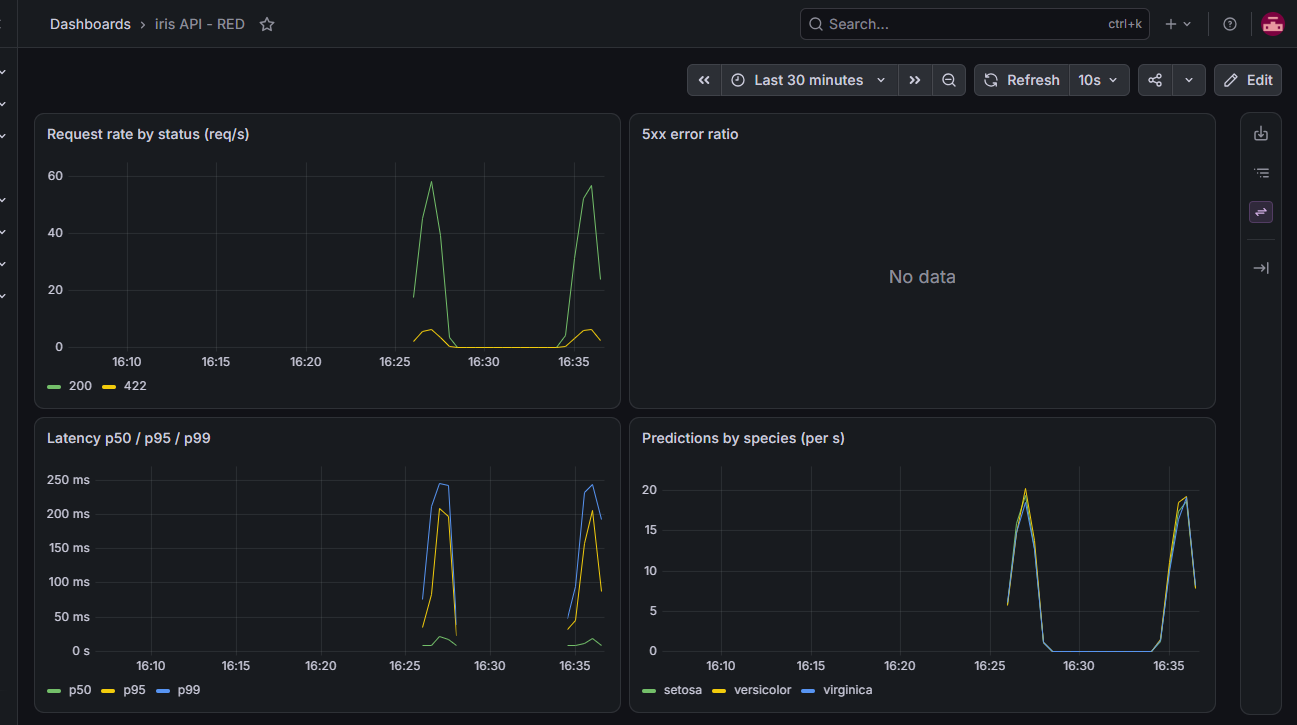 Dashboards › iris API - RED
Search... ctrl+k
Last 30 minutes Refresh 10s Edit
Request rate by status (req/s)
60
40
20
0
16:10 16:15 16:20 16:25 16:30 16:35
200 422
5xx error ratio
No data
Latency p50 / p95 / p99
250 ms
200 ms
150 ms
100 ms
50 ms
0 s
16:10 16:15 16:20 16:25 16:30 16:35
p50 p95 p99
Predictions by species (per s)
20
15
10
5
0
16:10 16:15 16:20 16:25 16:30 16:35
setosa versicolor virginica